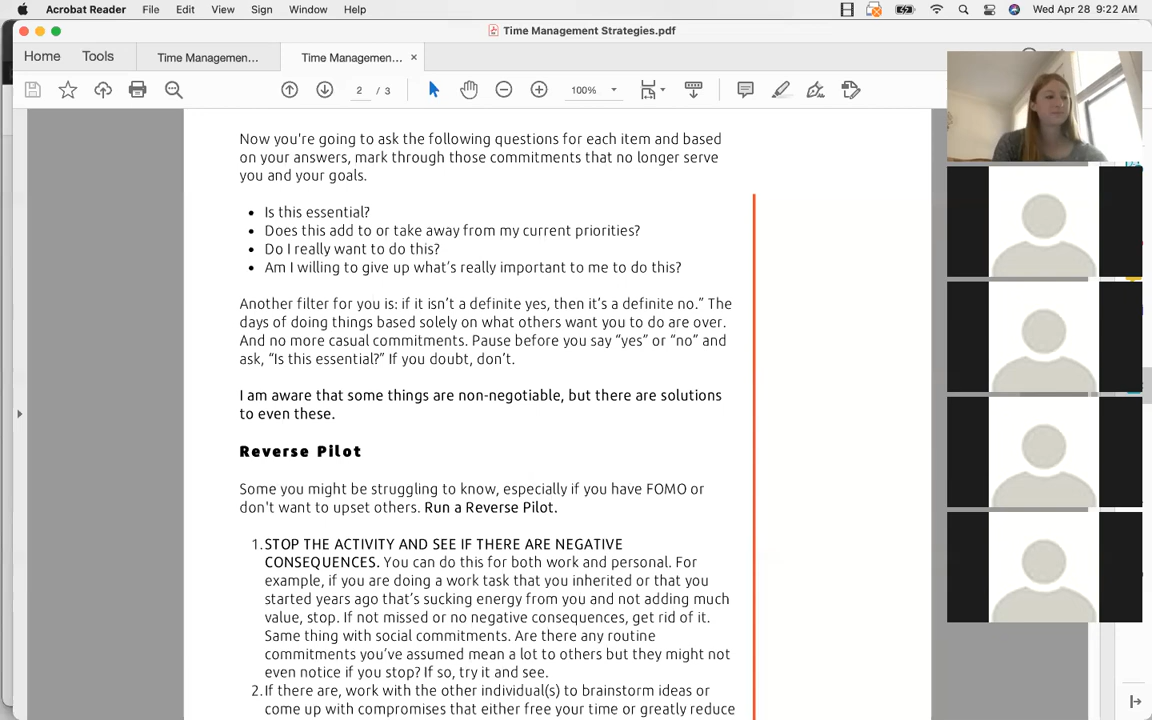 Acrobat Reader File Edit View Sign Window Help Wed Apr 28 9:22 AM
Time Management Strategies.pdf
Home Tools Time Managemen... Time Managemen... ×
2 / 3 100%
Now you're going to ask the following questions for each item and based
on your answers, mark through those commitments that no longer serve
you and your goals.
• Is this essential?
• Does this add to or take away from my current priorities?
• Do I really want to do this?
• Am I willing to give up what's really important to me to do this?
Another filter for you is: if it isn't a definite yes, then it's a definite no.” The
days of doing things based solely on what others want you to do are over.
And no more casual commitments. Pause before you say “yes” or “no” and
ask, “Is this essential?” If you doubt, don't.
I am aware that some things are non-negotiable, but there are solutions
to even these.
Reverse Pilot
Some you might be struggling to know, especially if you have FOMO or
don't want to upset others. Run a Reverse Pilot.
1. STOP THE ACTIVITY AND SEE IF THERE ARE NEGATIVE
CONSEQUENCES. You can do this for both work and personal. For
example, if you are doing a work task that you inherited or that you
started years ago that's sucking energy from you and not adding much
value, stop. If not missed or no negative consequences, get rid of it.
Same thing with social commitments. Are there any routine
commitments you've assumed mean a lot to others but they might not
even notice if you stop? If so, try it and see.
2. If there are, work with the other individual(s) to brainstorm ideas or
come up with compromises that either free your time or greatly reduce